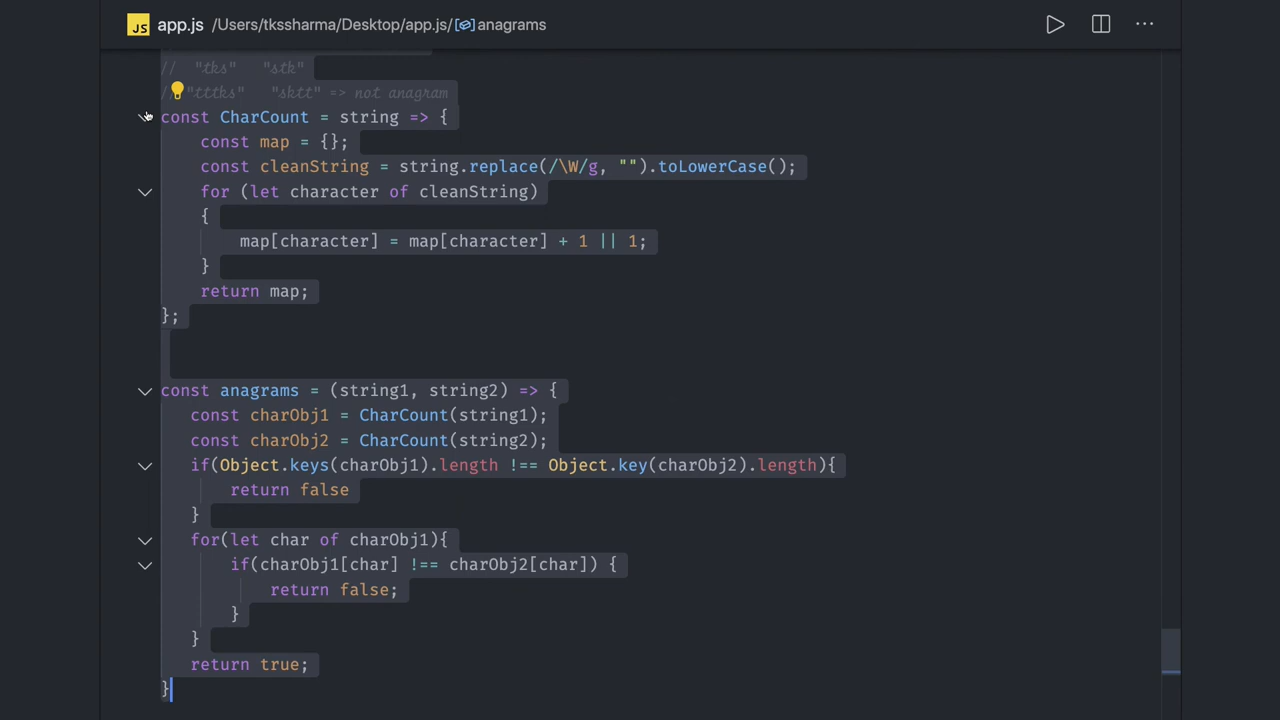 JS app.js /Users/tkssharma/Desktop/app.js/ anagrams
// "tks" "stk"
// "tttks" "sktt" => not anagram
const CharCount = string => {
const map = {};
const cleanString = string.replace(/\W/g, "").toLowerCase();
for (let character of cleanString)
{
map[character] = map[character] + 1 || 1;
}
return map;
};
const anagrams = (string1, string2) => {
const charObj1 = CharCount(string1);
const charObj2 = CharCount(string2);
if(Object.keys(charObj1).length !== Object.key(charObj2).length){
return false
}
for(let char of charObj1){
if(charObj1[char] !== charObj2[char]) {
return false;
}
}
return true;
}